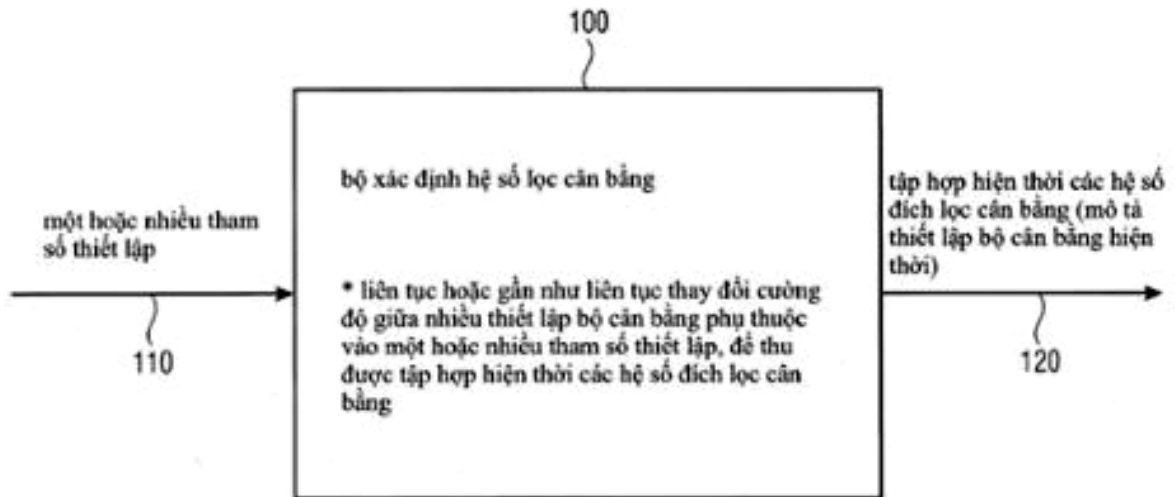 100
bộ xác định hệ số lọc cân bằng
một hoặc nhiều tham
số thiết lập
* liên tục hoặc gần như liên tục thay đổi cường
độ giữa nhiều thiết lập bộ cân bằng phụ thuộc
vào một hoặc nhiều tham số thiết lập, để thu
được tập hợp hiện thời các hệ số đích lọc cân
bằng
tập hợp hiện thời các hệ số
đích lọc cân bằng (mô tả
thiết lập bộ cân bằng hiện
thời)
110
120